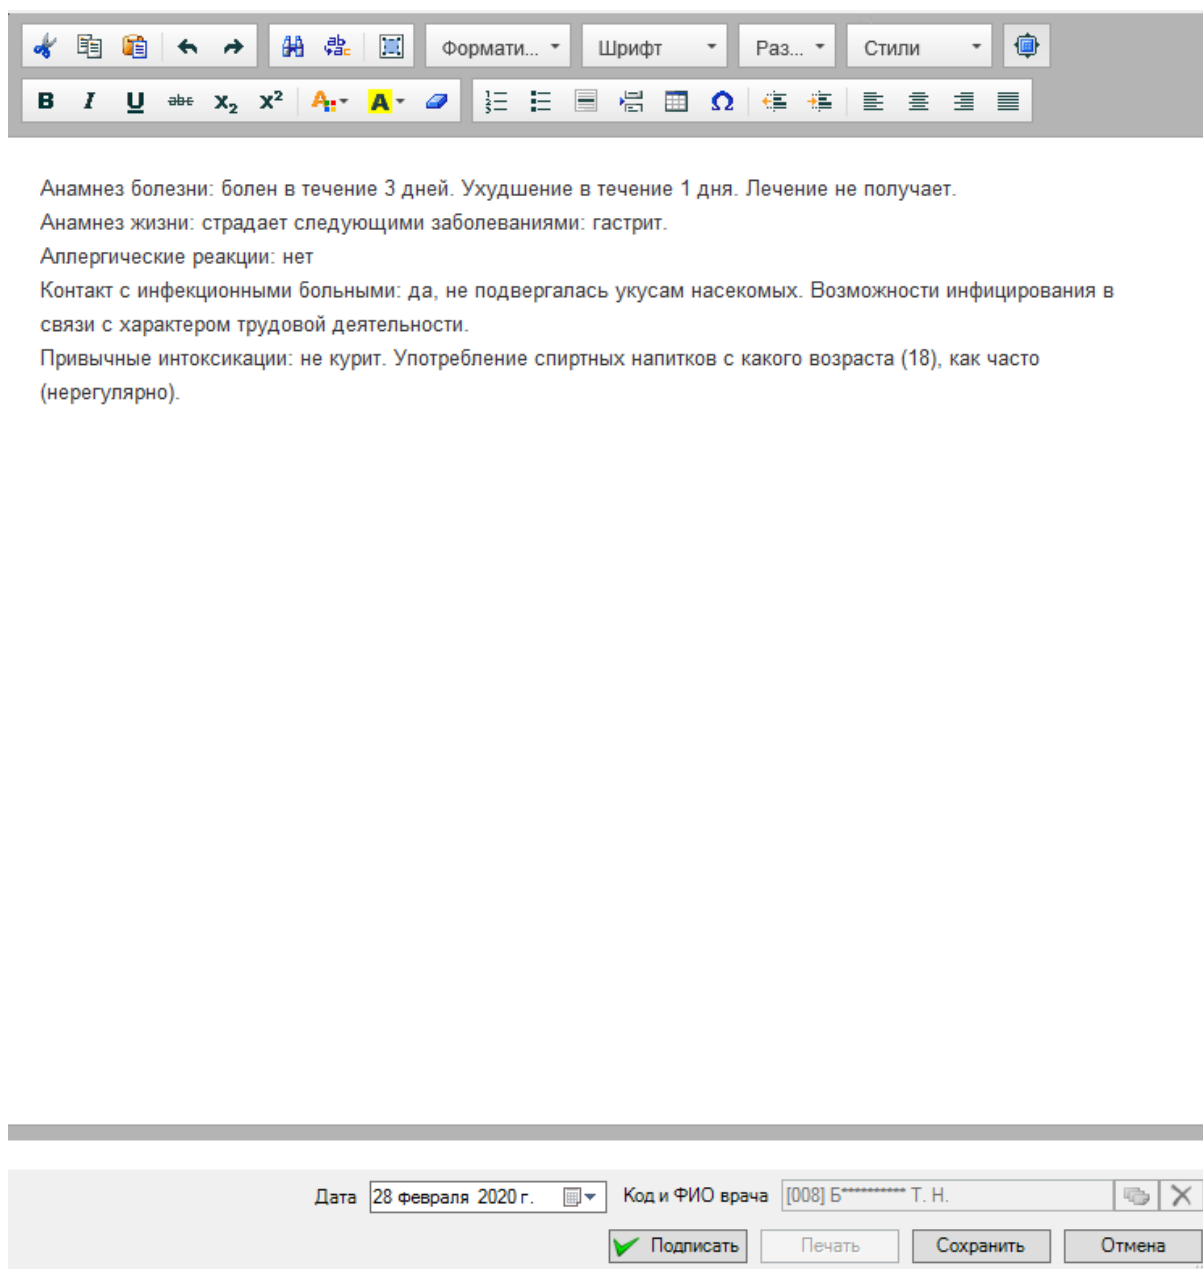 Формати... Шрифт Раз... Стили
B I U abc X₂ X² A A Ω
Анамнез болезни: болен в течение 3 дней. Ухудшение в течение 1 дня. Лечение не получает.
Анамнез жизни: страдает следующими заболеваниями: гастрит.
Аллергические реакции: нет
Контакт с инфекционными больными: да, не подвергалась укусам насекомых. Возможности инфицирования в
связи с характером трудовой деятельности.
Привычные интоксикации: не курит. Употребление спиртных напитков с какого возраста (18), как часто
(нерегулярно).
Дата 28 февраля 2020 г. Код и ФИО врача [008] Б********** Т. Н.
Подписать Печать Сохранить Отмена